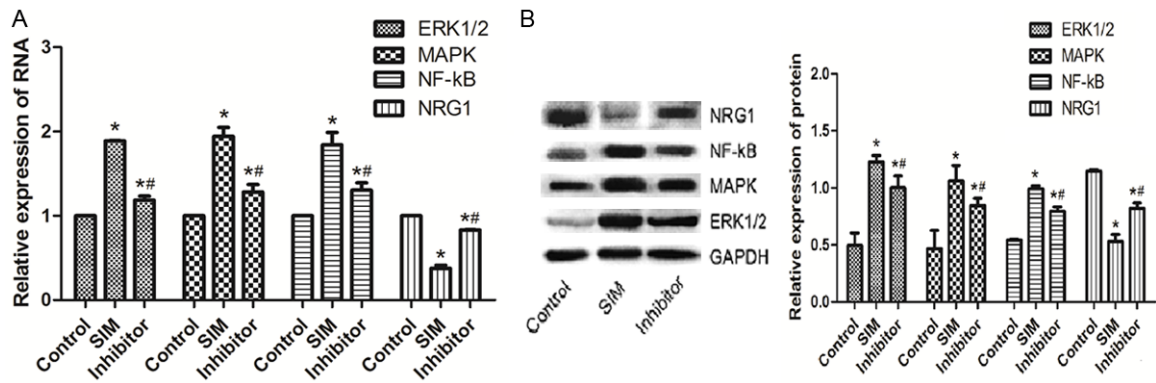 A
Relative expression of RNA
3
2
1
0
ERK1/2
MAPK
NF-kB
NRG1
*
*#
*
*#
*
*#
*
*#
Control
SIM
Inhibitor
Control
SIM
Inhibitor
Control
SIM
Inhibitor
Control
SIM
Inhibitor
B
NRG1
NF-kB
MAPK
ERK1/2
GAPDH
Control
SIM
Inhibitor
Relative expression of protein
2.0
1.5
1.0
0.5
0.0
ERK1/2
MAPK
NF-kB
NRG1
*
*#
*
*#
*
*#
*
*#
Control
SIM
Inhibitor
Control
SIM
Inhibitor
Control
SIM
Inhibitor
Control
SIM
Inhibitor